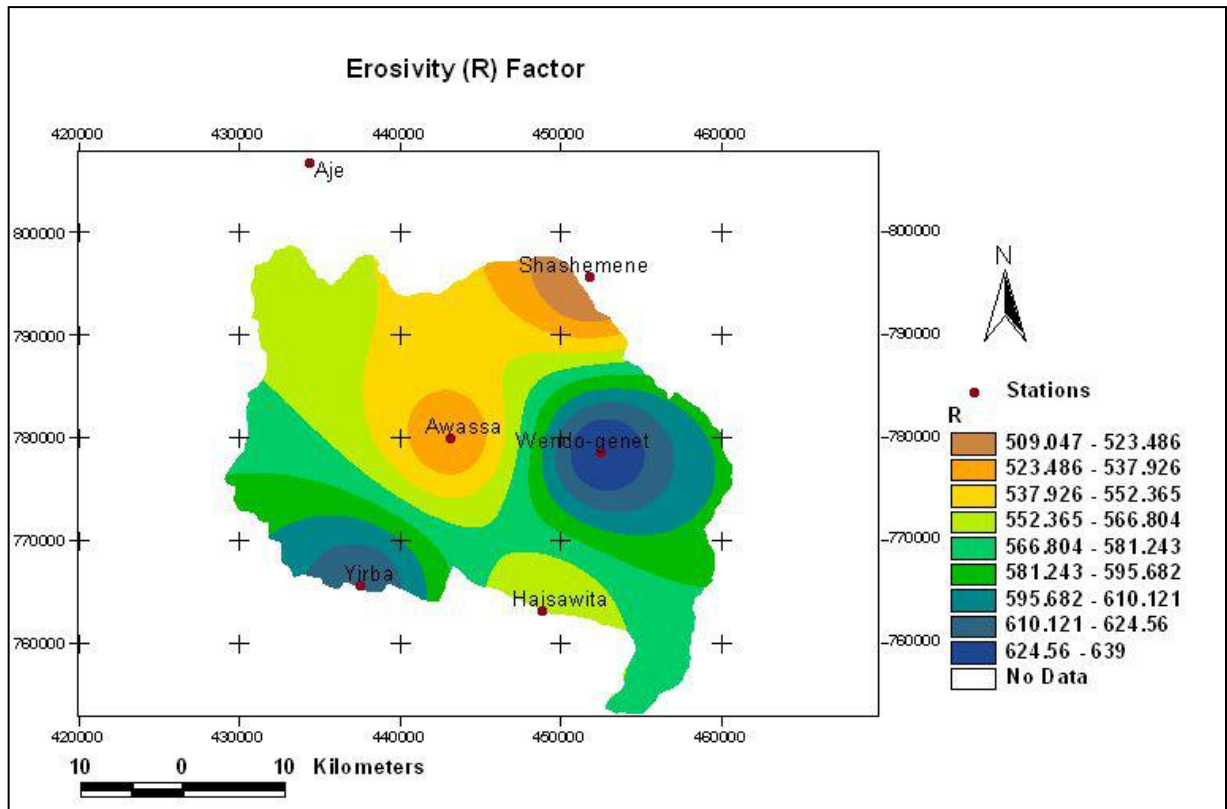 Erosivity (R) Factor
420000 430000 440000 450000 460000
Aje
800000 800000
Shashemene
N
790000 790000
Stations
R
Awassa
509.047 - 523.486
780000 Wendo-genet 780000
523.486 - 537.926
537.926 - 552.365
552.365 - 566.804
770000 770000
566.804 - 581.243
Yirba
581.243 - 595.682
Haisawita
595.682 - 610.121
760000 760000
610.121 - 624.56
624.56 - 639
No Data
420000 430000 440000 450000 460000
10 0 10 Kilometers